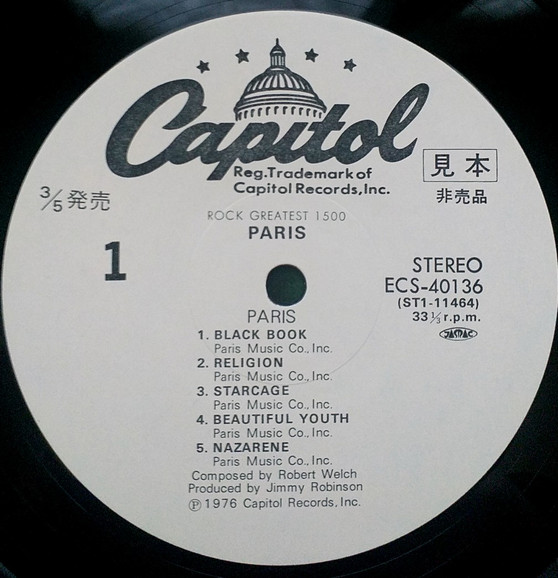 Capitol
Reg. Trademark of
Capitol Records, Inc.
見本
3/5 発売
非売品
ROCK GREATEST 1500
PARIS
1
STEREO
ECS-40136
(ST1-11464)
33 1/3 r.p.m.
JASRAC
PARIS
1. BLACK BOOK
Paris Music Co., Inc.
2. RELIGION
Paris Music Co., Inc.
3. STARCAGE
Paris Music Co., Inc.
4. BEAUTIFUL YOUTH
Paris Music Co., Inc.
5. NAZARENE
Paris Music Co., Inc.
Composed by Robert Welch
Produced by Jimmy Robinson
℗ 1976 Capitol Records, Inc.